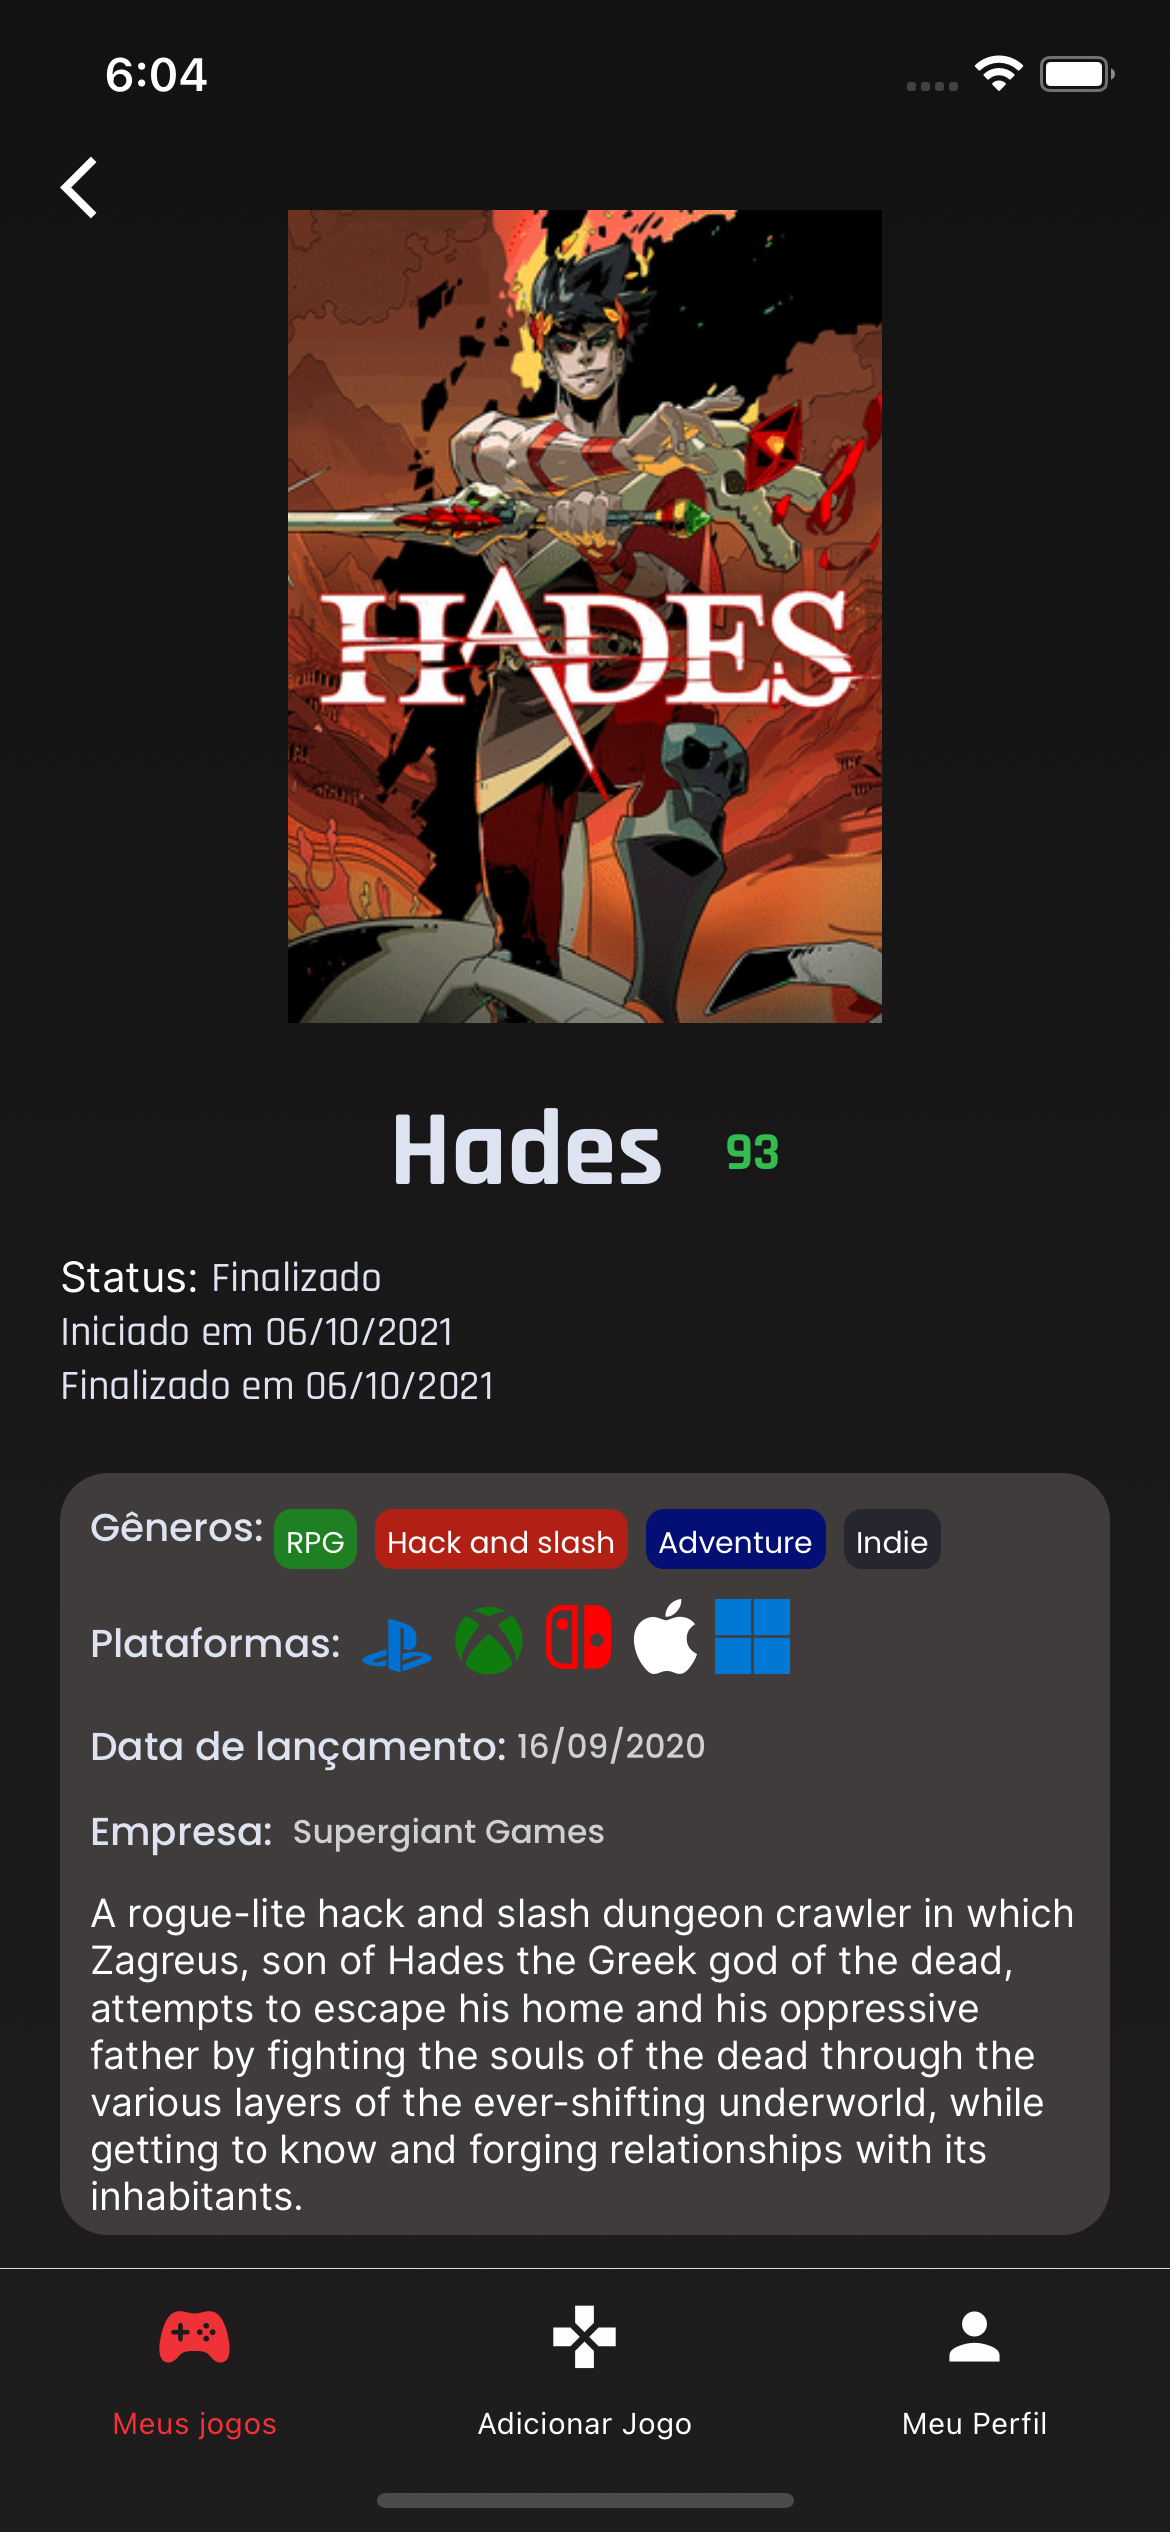 6:04
HADES
Hades 93
Status: Finalizado
Iniciado em 06/10/2021
Finalizado em 06/10/2021
Gêneros: RPG Hack and slash Adventure Indie
Plataformas:
Data de lançamento: 16/09/2020
Empresa: Supergiant Games
A rogue-lite hack and slash dungeon crawler in which
Zagreus, son of Hades the Greek god of the dead,
attempts to escape his home and his oppressive
father by fighting the souls of the dead through the
various layers of the ever-shifting underworld, while
getting to know and forging relationships with its
inhabitants.
Meus jogos Adicionar Jogo Meu Perfil